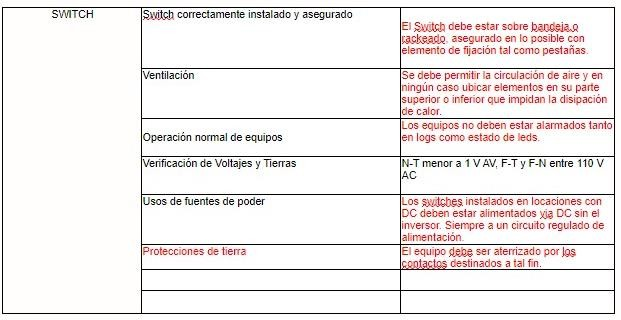 SWITCH
Switch correctamente instalado y asegurado
El Switch debe estar sobre bandeja o
rackeado, asegurado en lo posible con
elemento de fijación tal como pestañas.
Ventilación
Se debe permitir la circulación de aire y en
ningún caso ubicar elementos en su parte
superior o inferior que impidan la disipación
de calor.
Operación normal de equipos
Los equipos no deben estar alarmados tanto
en logs como estado de leds.
Verificación de Voltajes y Tierras
N-T menor a 1 V AV, F-T y F-N entre 110 V
AC
Usos de fuentes de poder
Los switches instalados en locaciones con
DC deben estar alimentados via DC sin el
inversor. Siempre a un circuito regulado de
alimentación.
Protecciones de tierra
El equipo debe ser aterrizado por los
contactos destinados a tal fin.